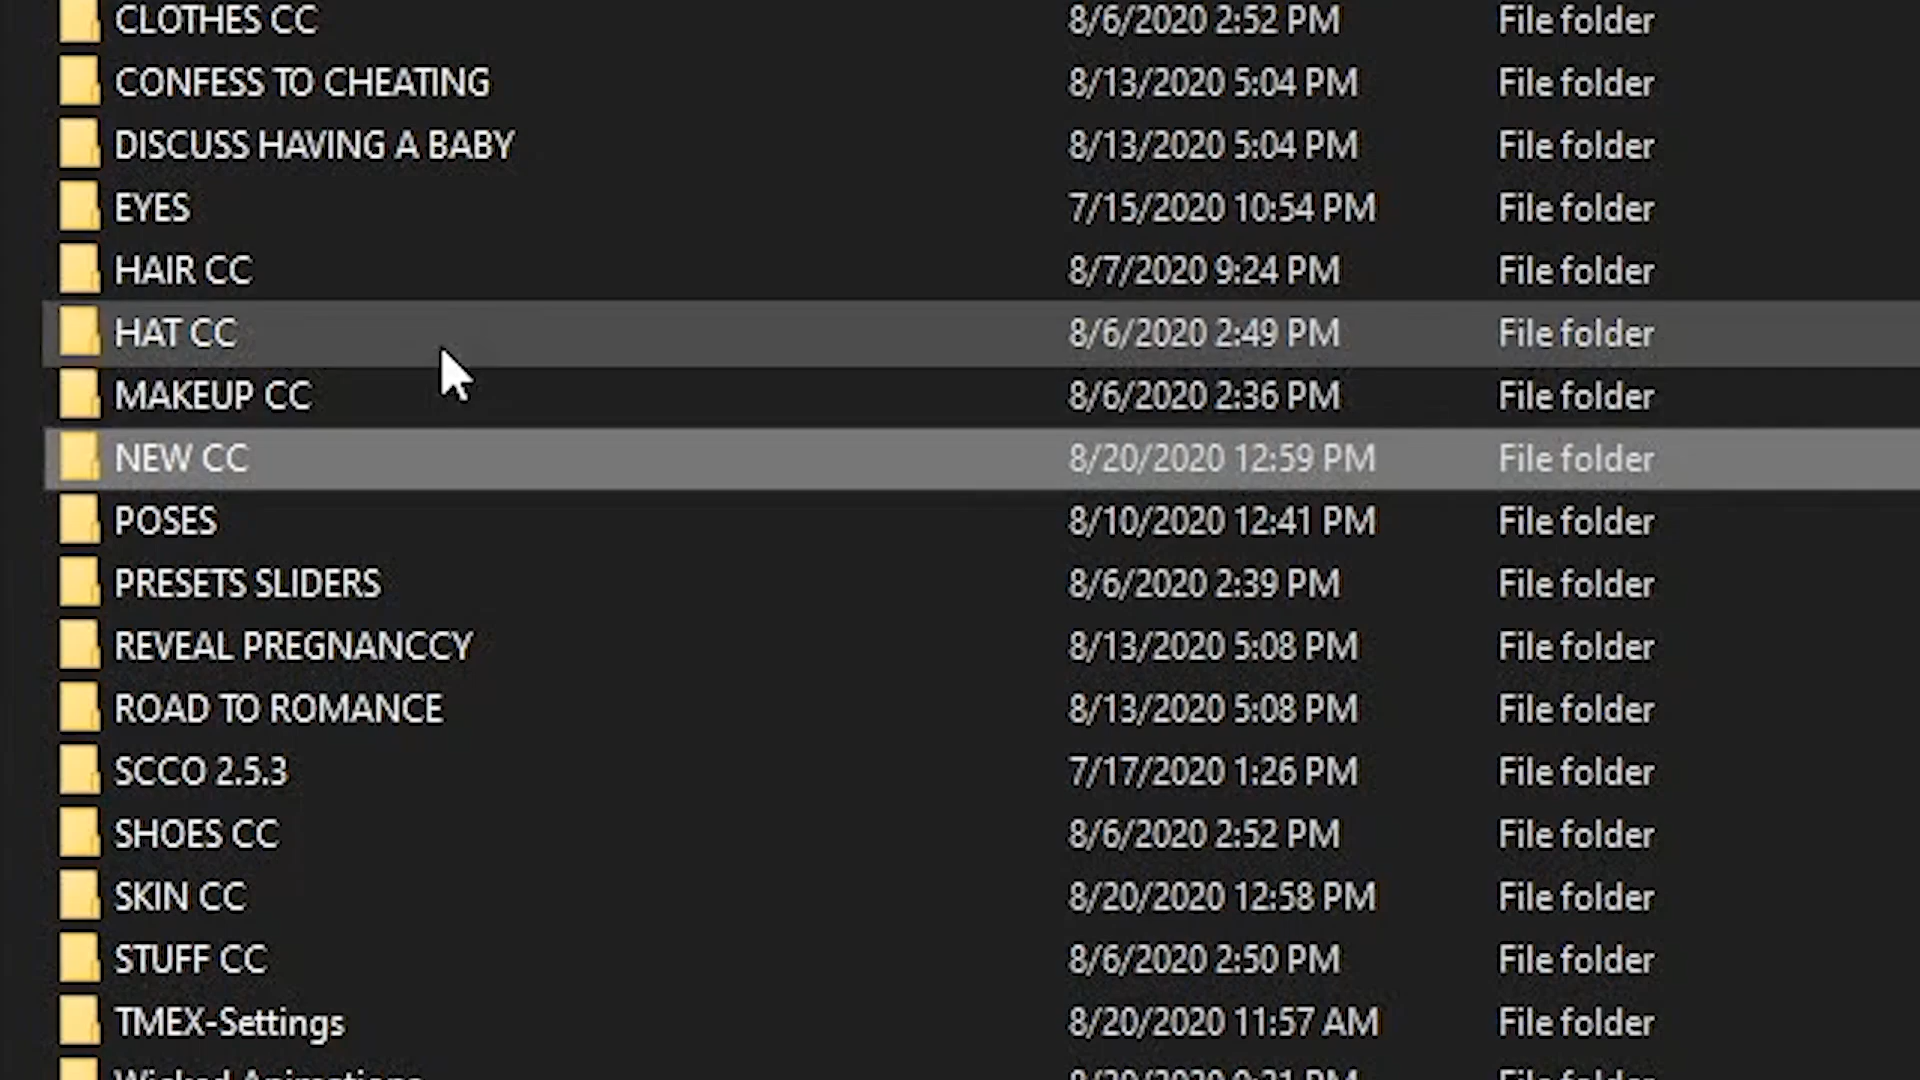 CLOTHES CC 8/6/2020 2:52 PM File folder
CONFESS TO CHEATING 8/13/2020 5:04 PM File folder
DISCUSS HAVING A BABY 8/13/2020 5:04 PM File folder
EYES 7/15/2020 10:54 PM File folder
HAIR CC 8/7/2020 9:24 PM File folder
HAT CC 8/6/2020 2:49 PM File folder
MAKEUP CC 8/6/2020 2:36 PM File folder
NEW CC 8/20/2020 12:59 PM File folder
POSES 8/10/2020 12:41 PM File folder
PRESETS SLIDERS 8/6/2020 2:39 PM File folder
REVEAL PREGNANCCY 8/13/2020 5:08 PM File folder
ROAD TO ROMANCE 8/13/2020 5:08 PM File folder
SCCO 2.5.3 7/17/2020 1:26 PM File folder
SHOES CC 8/6/2020 2:52 PM File folder
SKIN CC 8/20/2020 12:58 PM File folder
STUFF CC 8/6/2020 2:50 PM File folder
TMEX-Settings 8/20/2020 11:57 AM File folder